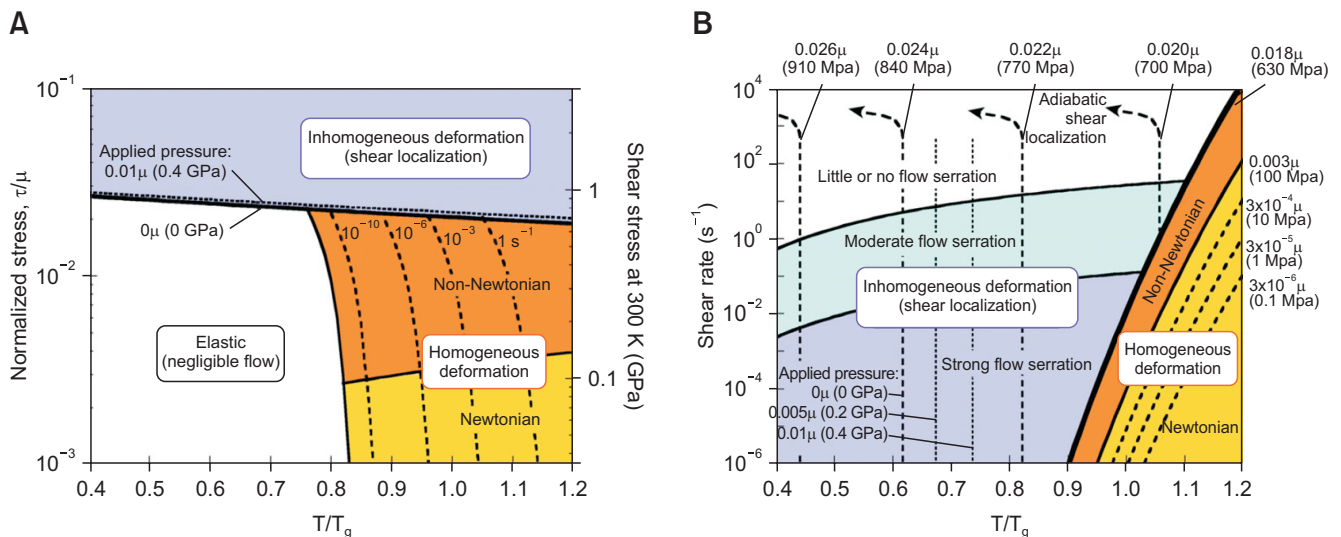 A
Normalized stress, τ/μ
10⁻¹
10⁻²
10⁻³
Applied pressure:
0.01μ (0.4 GPa)
0μ (0 GPa)
Inhomogeneous deformation
(shear localization)
10⁻¹⁰
10⁻⁶
10⁻³
1 s⁻¹
Non-Newtonian
Elastic
(negligible flow)
Homogeneous
deformation
Newtonian
1
0.1
Shear stress at 300 K (GPa)
0.4
0.5
0.6
0.7
0.8
0.9
1.0
1.1
1.2
T/Tg
B
0.026μ
(910 Mpa)
0.024μ
(840 Mpa)
0.022μ
(770 Mpa)
0.020μ
(700 Mpa)
0.018μ
(630 Mpa)
Shear rate (s⁻¹)
10⁴
10²
10⁰
10⁻²
10⁻⁴
10⁻⁶
Adiabatic
shear
localization
Little or no flow serration
Moderate flow serration
Inhomogeneous deformation
(shear localization)
Strong flow serration
Applied pressure:
0μ (0 GPa)
0.005μ (0.2 GPa)
0.01μ (0.4 GPa)
Non-Newtonian
Homogeneous
deformation
Newtonian
0.003μ
(100 Mpa)
3x10⁻⁴μ
(10 Mpa)
3x10⁻⁵μ
(1 Mpa)
3x10⁻⁶μ
(0.1 Mpa)
0.4
0.5
0.6
0.7
0.8
0.9
1.0
1.1
1.2
T/Tg